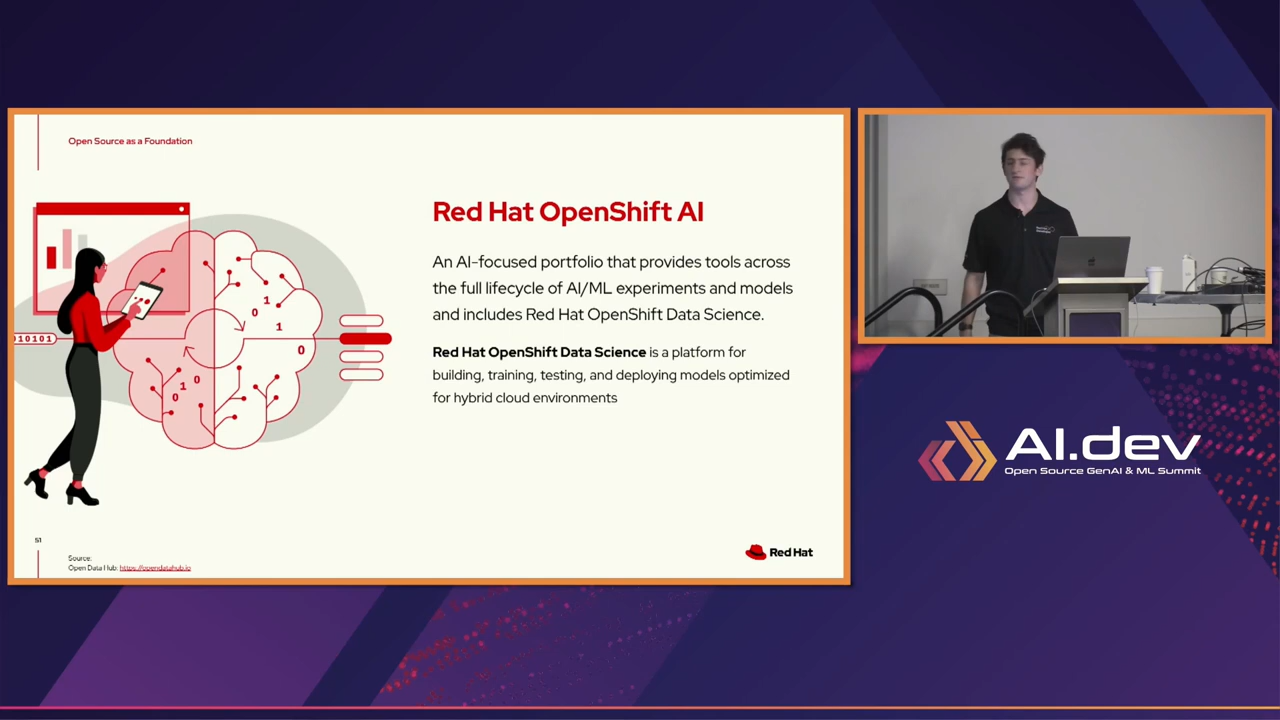 Open Source as a Foundation
Red Hat OpenShift AI
An AI-focused portfolio that provides tools across
the full lifecycle of AI/ML experiments and models
and includes Red Hat OpenShift Data Science.
Red Hat OpenShift Data Science is a platform for
building, training, testing, and deploying models optimized
for hybrid cloud environments
1
0
1
0
010101
0
1
0
51
Source:
Open Data Hub: https://opendatahub.io
Red Hat
AI.dev
Open Source GenAI & ML Summit